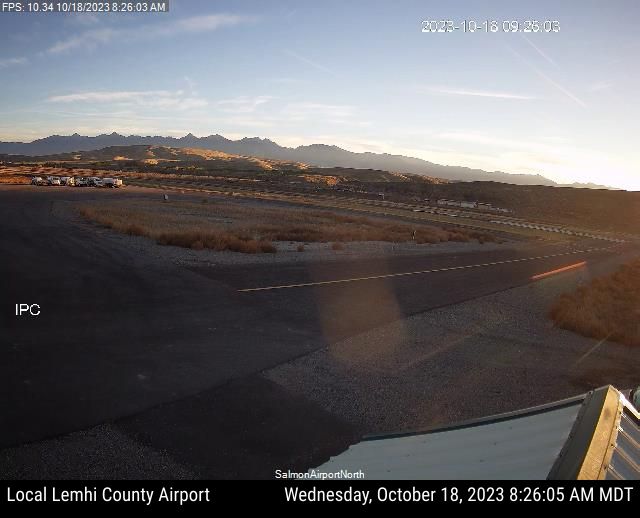 FPS: 10.34 10/18/2023 8:26:03 AM
2023-10-18 09:26:03
IPC
SalmonAirportNorth
Local Lemhi County Airport Wednesday, October 18, 2023 8:26:05 AM MDT